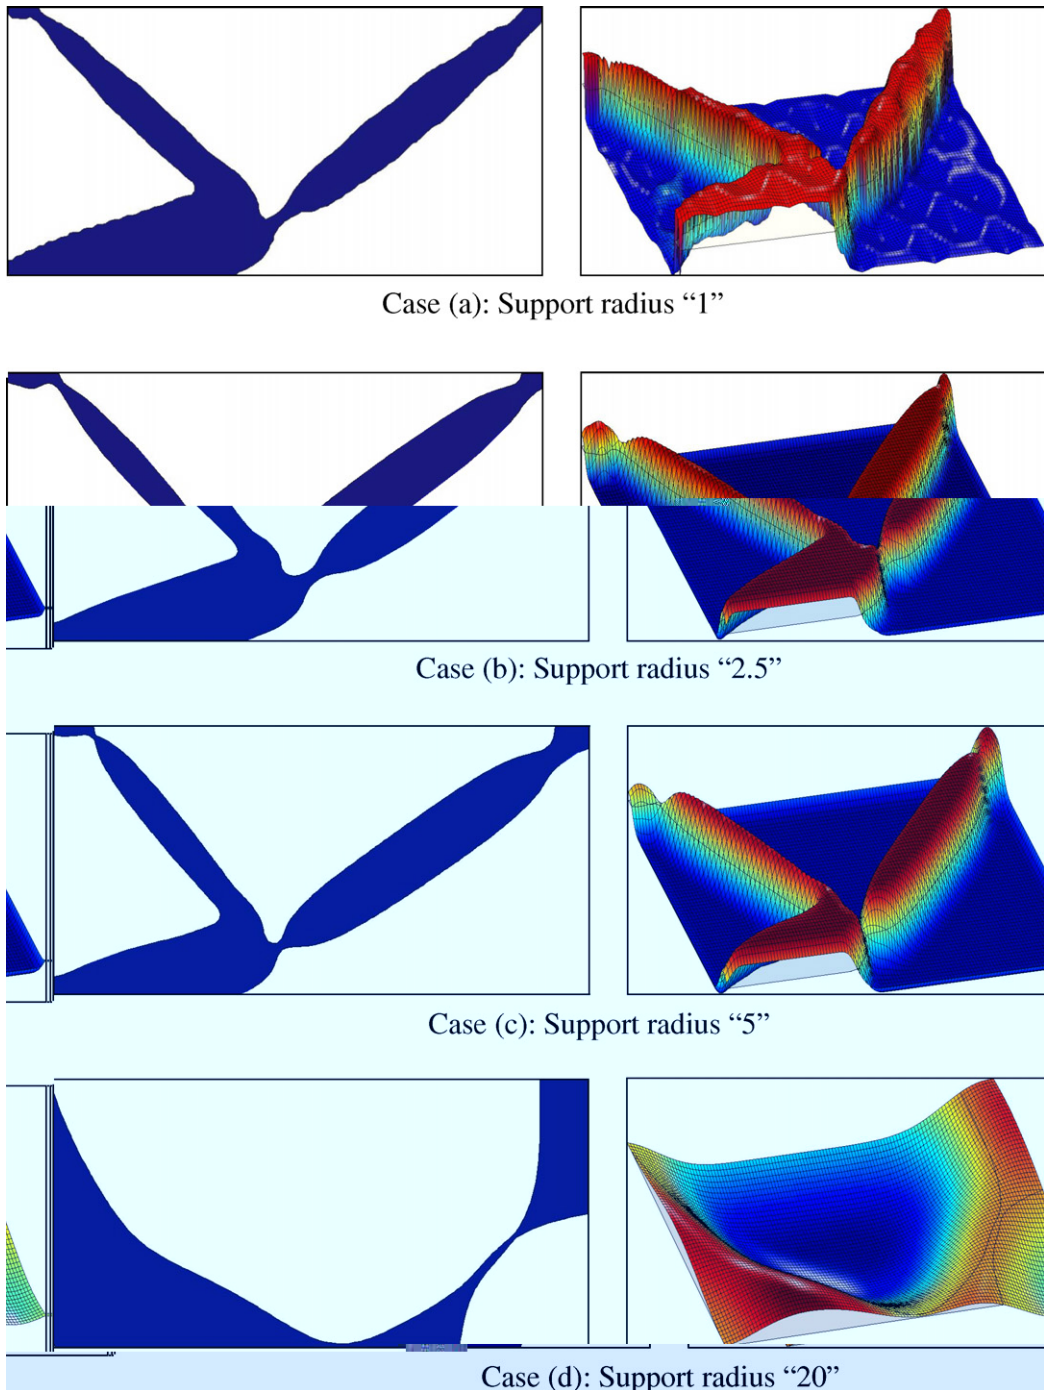 Case (a): Support radius “1”
Case (b): Support radius “2.5”
Case (c): Support radius “5”
Case (d): Support radius “20”